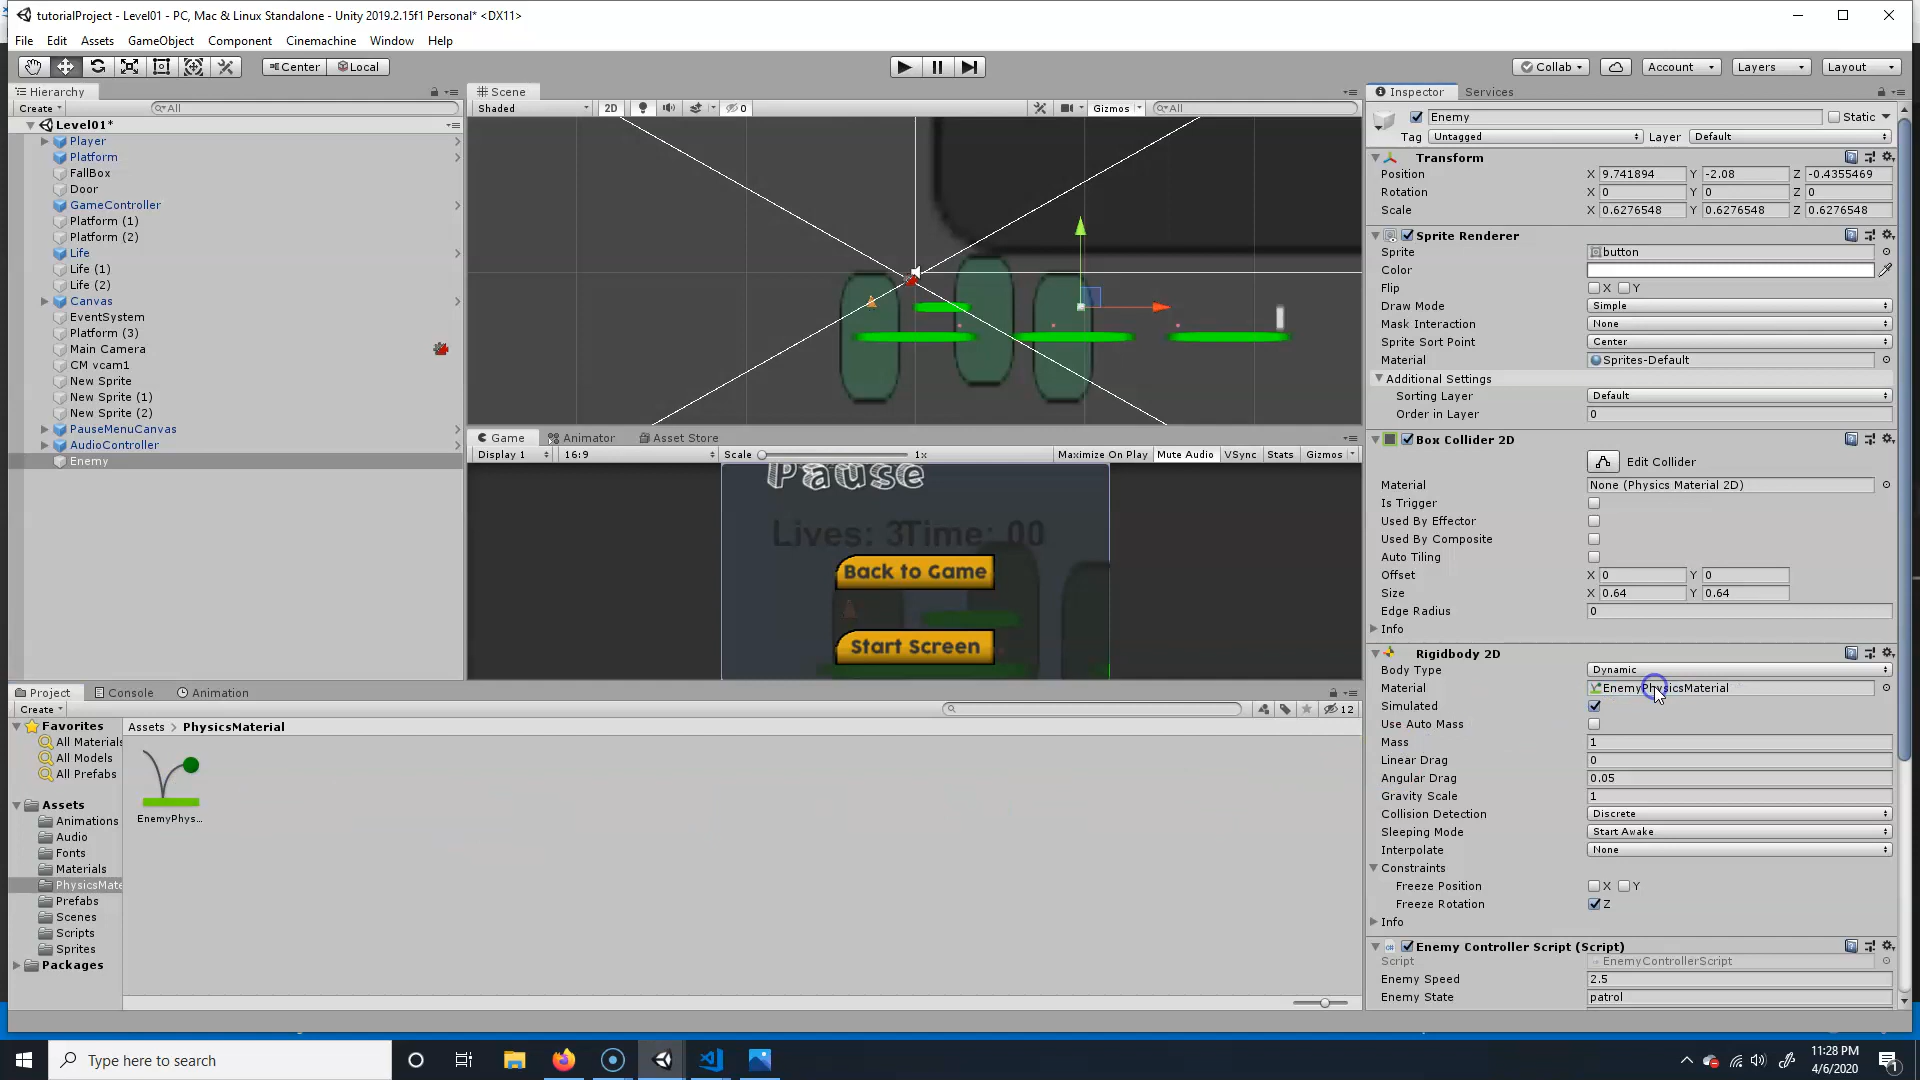 tutorialProject - Level01 - PC, Mac & Linux Standalone - Unity 2019.2.15f1 Personal* <DX11>
File Edit Assets GameObject Component Cinemachine Window Help
Center Local Collab Account Layers Layout
Hierarchy
Create All
Level01*
Player
Platform
FallBox
Door
GameController
Platform (1)
Platform (2)
Life
Life (1)
Life (2)
Canvas
EventSystem
Platform (3)
Main Camera
CM vcam1
New Sprite
New Sprite (1)
New Sprite (2)
PauseMenuCanvas
AudioController
Enemy
Scene
Shaded 2D 0 Gizmos All
Game Animator Asset Store
Display 1 16:9 Scale 1x Maximize On Play Mute Audio VSync Stats Gizmos
Pause
Lives: 3Time: 00
Back to Game
Start Screen
Project Console Animation
Create 12
Favorites
All Materials
All Models
All Prefabs
Assets
Animations
Audio
Fonts
Materials
PhysicsMate
Prefabs
Scenes
Scripts
Sprites
Packages
Assets PhysicsMaterial
EnemyPhys...
Inspector Services
Enemy Static
Tag Untagged Layer Default
Transform
Position X 9.741894 Y -2.08 Z -0.4355469
Rotation X 0 Y 0 Z 0
Scale X 0.6276548 Y 0.6276548 Z 0.6276548
Sprite Renderer
Sprite button
Color
Flip X Y
Draw Mode Simple
Mask Interaction None
Sprite Sort Point Center
Material Sprites-Default
Additional Settings
Sorting Layer Default
Order in Layer 0
Box Collider 2D
Edit Collider
Material None (Physics Material 2D)
Is Trigger
Used By Effector
Used By Composite
Auto Tiling
Offset X 0 Y 0
Size X 0.64 Y 0.64
Edge Radius 0
Info
Rigidbody 2D
Body Type Dynamic
Material EnemyPhysicsMaterial
Simulated
Use Auto Mass
Mass 1
Linear Drag 0
Angular Drag 0.05
Gravity Scale 1
Collision Detection Discrete
Sleeping Mode Start Awake
Interpolate None
Constraints
Freeze Position X Y
Freeze Rotation Z
Info
Enemy Controller Script (Script)
Script EnemyControllerScript
Enemy Speed 2.5
Enemy State patrol
Type here to search
11:28 PM
4/6/2020
1